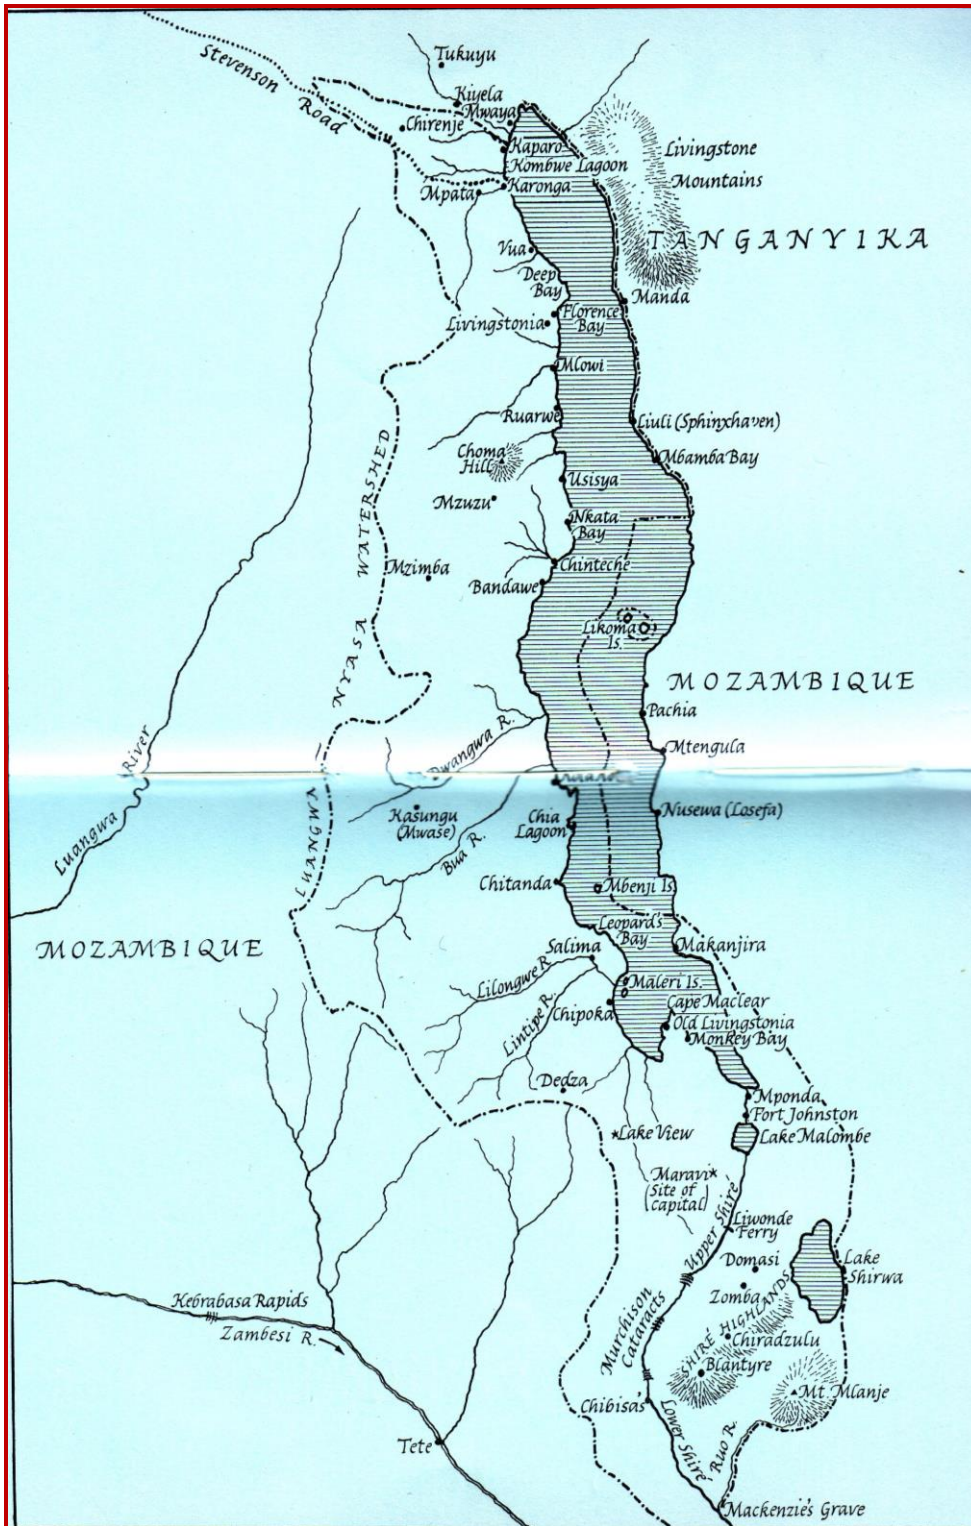 Tukuyu
Stevenson
Road
Kiyela
Mwaya
Chirenje
Kaparo
Kombwe Lagoon
Livingstone
Mountains
Karonga
Mpata
TANGANYIKA
Vua
Deep
Bay
Manda
Florence
Bay
Livingstonia
Mlowi
Ruarwe
Liuli (Sphinxhaven)
Choma
Hill
Mbamba Bay
Usisya
Mzuzu
Nkata
Bay
Chinteche
Mzimba
Bandawe
Likoma
Is.
LUANGWA NYASA WATERSHED
MOZAMBIQUE
Pachia
Dwangwa R.
Mtengula
Luangwa River
Kasungu
(Mwase)
Chia
Lagoon
Nusewa (Losefa)
Bua R.
Chitanda
Mbenji Is.
Leopard's
Bay
MOZAMBIQUE
Salima
Makanjira
Lilongwe R.
Maleri Is.
Lintipe R.
Chipoka
Cape Maclear
Old Livingstonia
Monkey Bay
Dedza
Mponda
Fort Johnston
Lake View
Lake Malombe
Maravi
(Site of
Capital)
Upper Shiré
Liwonde
Ferry
Domasi
Lake
Shirwa
Zomba
Kebrabasa Rapids
Zambesi R.
Murchison
Cataracts
SHIRÉ HIGHLANDS
Chiradzulu
Blantyre
Mt. Mlanje
Chibisa's
Lower Shiré
Ruo R.
Tete
Mackenzie's Grave